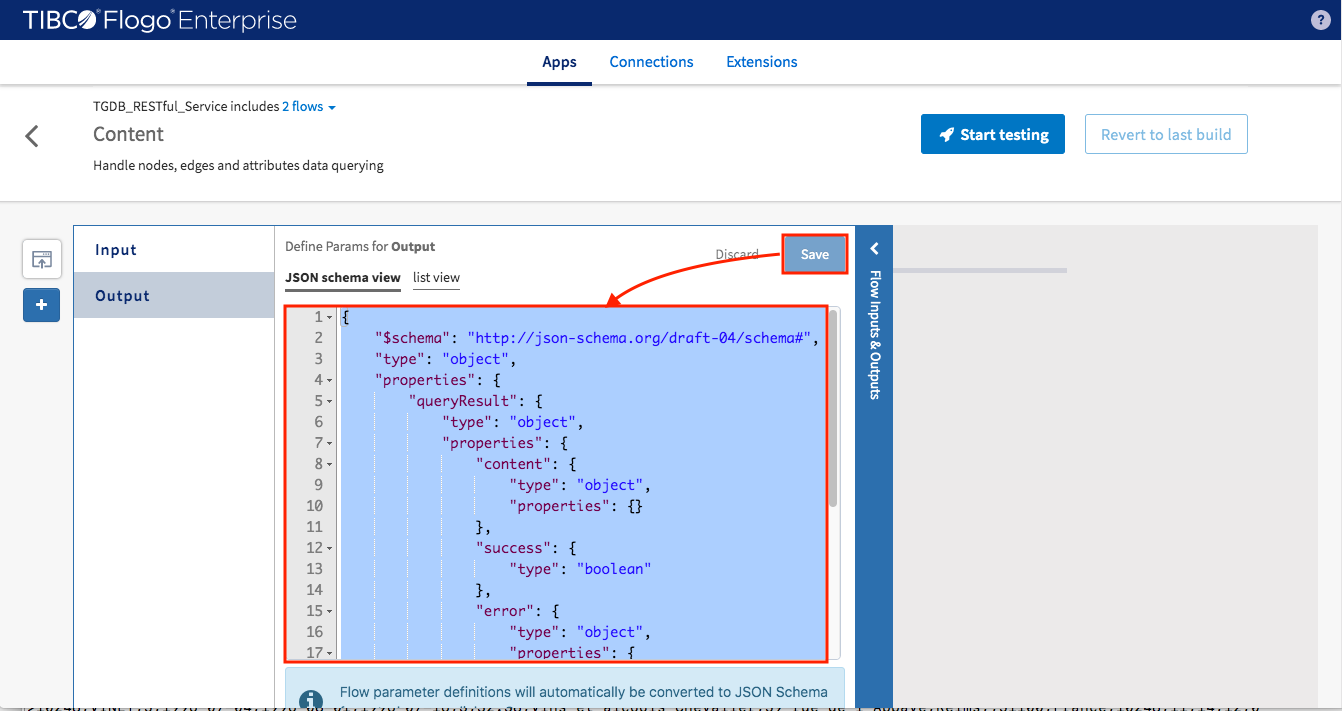 TIBCO® Flogo® Enterprise
?
Apps Connections Extensions
TGDB_RESTful_Service includes 2 flows
Content
Handle nodes, edges and attributes data querying
Start testing
Revert to last build
Input
Output
+
Define Params for Output
Discard
Save
JSON schema view list view
1 {
2 "$schema": "http://json-schema.org/draft-04/schema#",
3 "type": "object",
4 "properties": {
5 "queryResult": {
6 "type": "object",
7 "properties": {
8 "content": {
9 "type": "object",
10 "properties": {}
11 },
12 "success": {
13 "type": "boolean"
14 },
15 "error": {
16 "type": "object",
17 "properties": {
Flow Inputs & Outputs
Flow parameter definitions will automatically be converted to JSON Schema